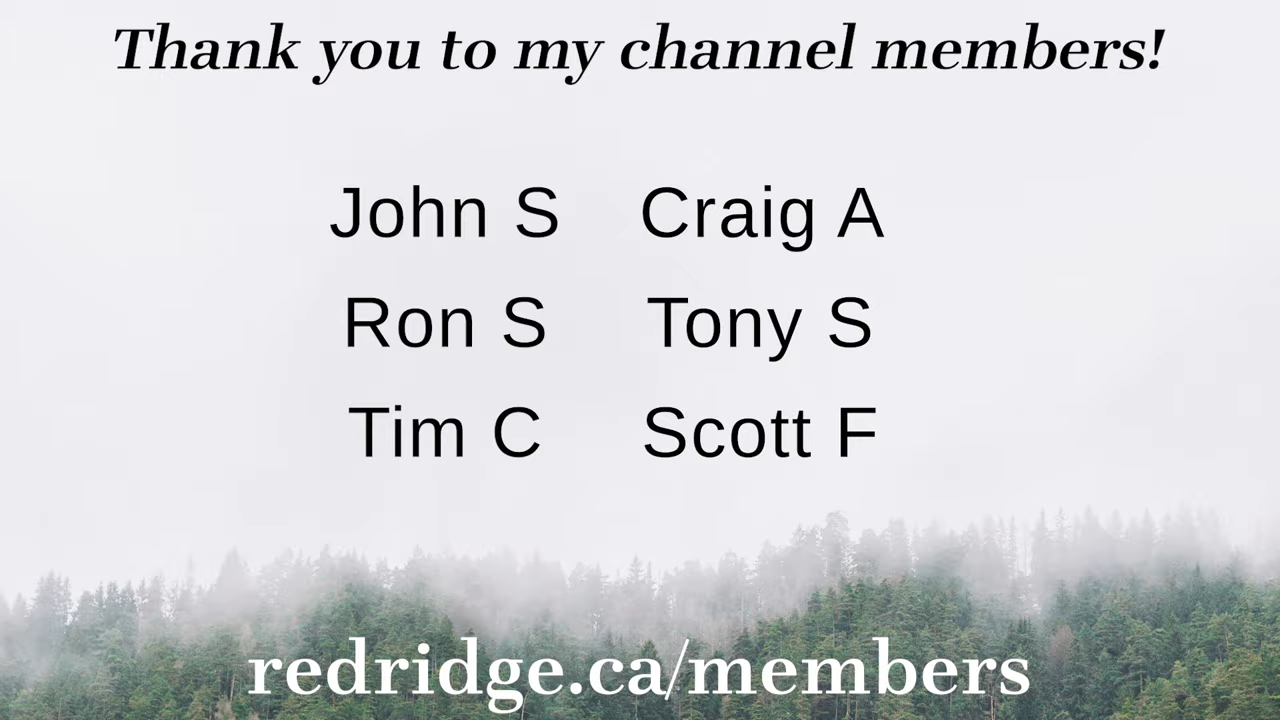 Thank you to my channel members!
John S Craig A
Ron S Tony S
Tim C Scott F
redridge.ca/members